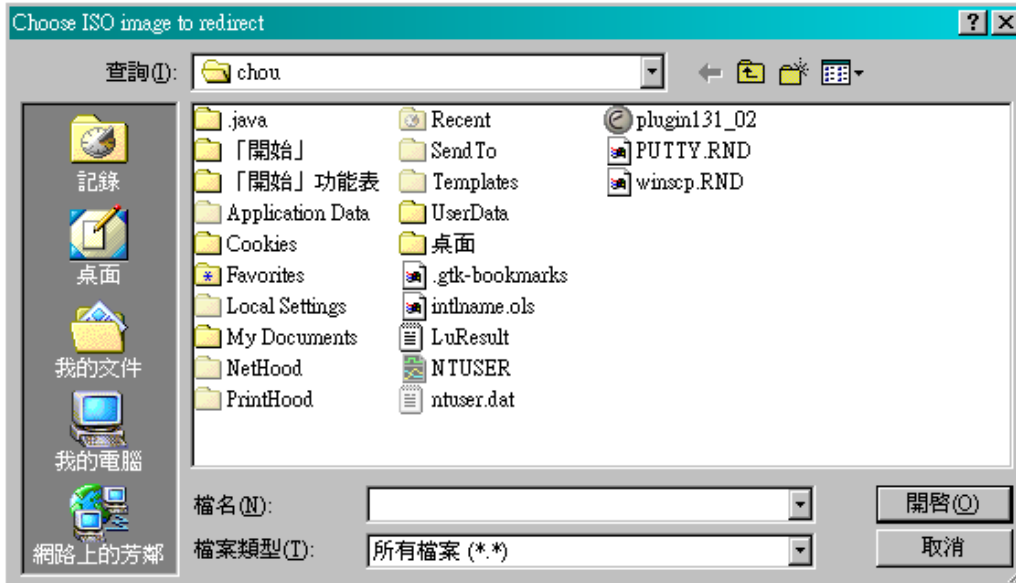 Choose ISO image to redirect
查詢(I):
chou
記錄
桌面
我的文件
我的電腦
網路上的芳鄰
.java
「開始」
「開始」功能表
Application Data
Cookies
Favorites
Local Settings
My Documents
NetHood
PrintHood
Recent
SendTo
Templates
UserData
桌面
.gtk-bookmarks
intlname.ols
LuResult
NTUSER
ntuser.dat
plugin131_02
PUTTY.RND
winscp.RND
檔名(N):
開啓(O)
檔案類型(T):
所有檔案 (*.*)
取消